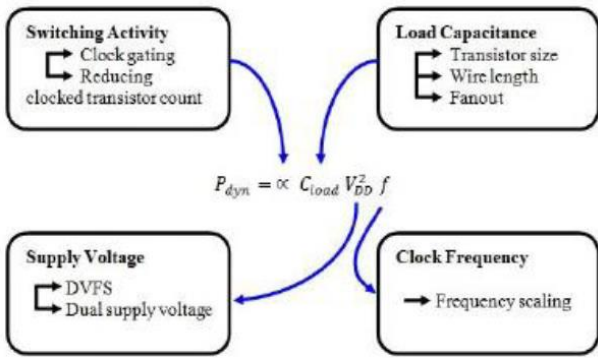 Switching Activity
Clock gating
Reducing
clocked transistor count
Load Capacitance
Transistor size
Wire length
Fanout
P_dyn = ∝ C_load V_DD^2 f
Supply Voltage
DVFS
Dual supply voltage
Clock Frequency
Frequency scaling